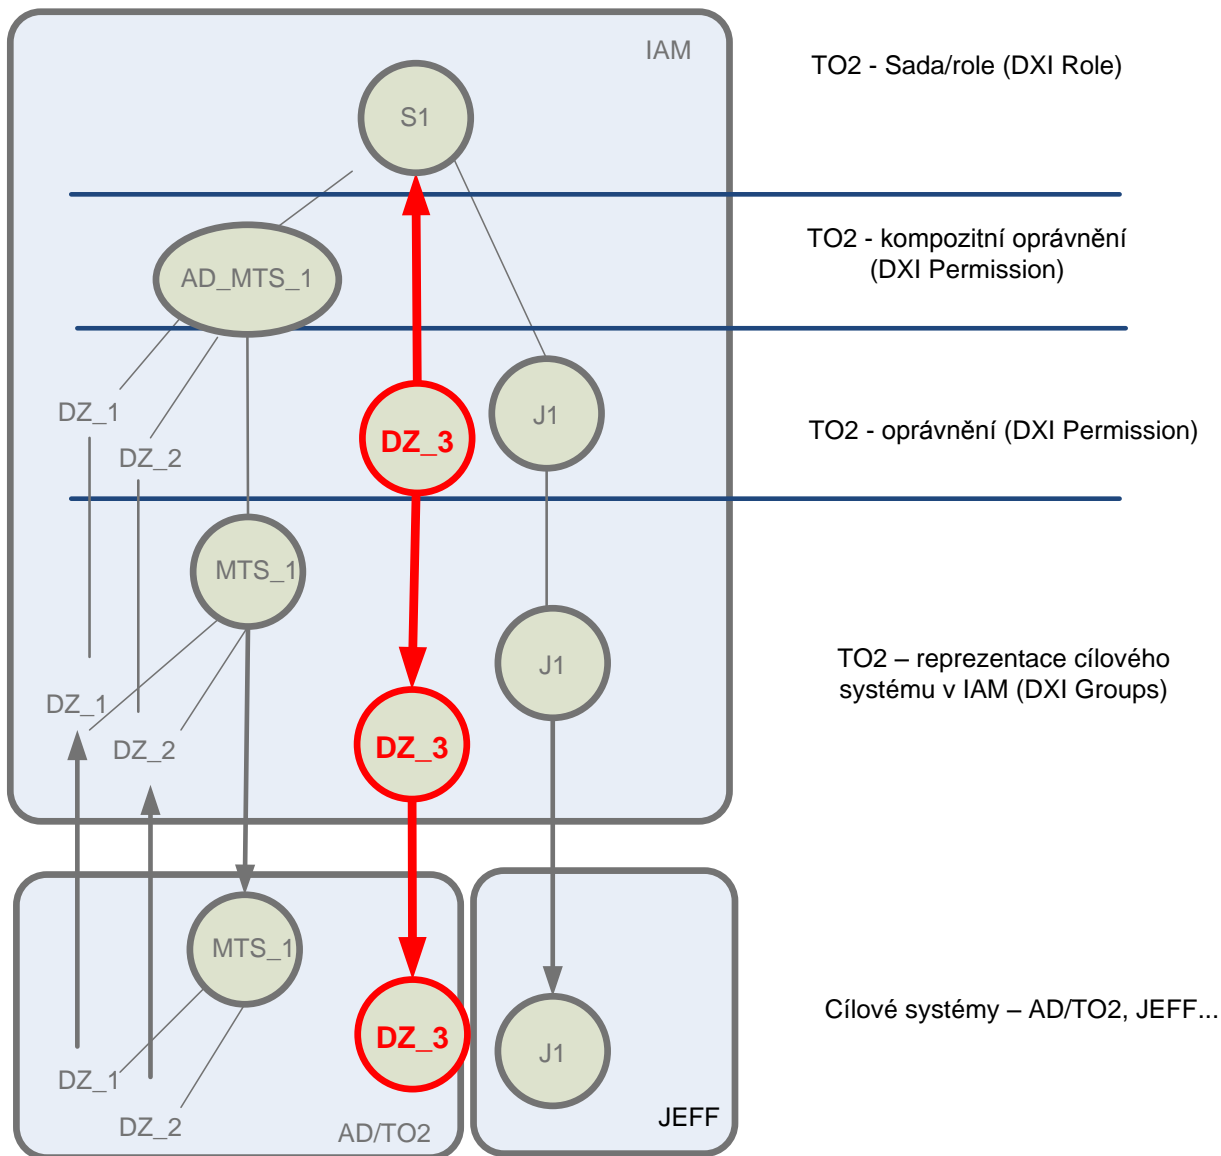 IAM
TO2 - Sada/role (DXI Role)
S1
TO2 - kompozitní oprávnění
(DXI Permission)
AD_MTS_1
DZ_1
DZ_2
DZ_3
J1
TO2 - oprávnění (DXI Permission)
MTS_1
J1
TO2 – reprezentace cílového
systému v IAM (DXI Groups)
DZ_1
DZ_2
DZ_3
MTS_1
Cílové systémy – AD/TO2, JEFF...
DZ_3
J1
DZ_1
DZ_2
AD/TO2
JEFF